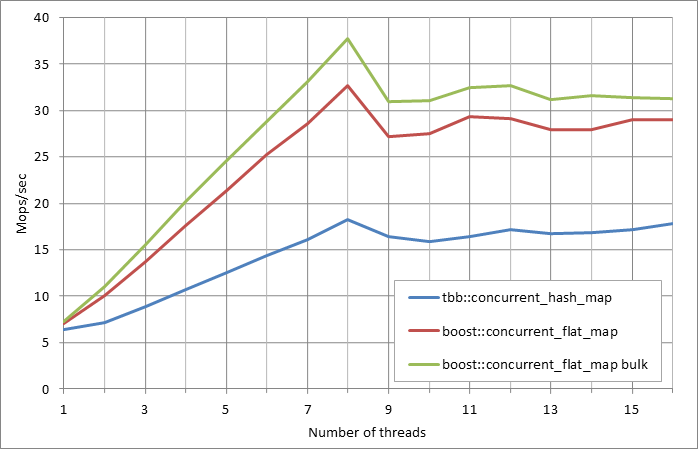 40
35
30
25
20
15
10
5
0
Mops/sec
tbb::concurrent_hash_map
boost::concurrent_flat_map
boost::concurrent_flat_map bulk
1 3 5 7 9 11 13 15
Number of threads